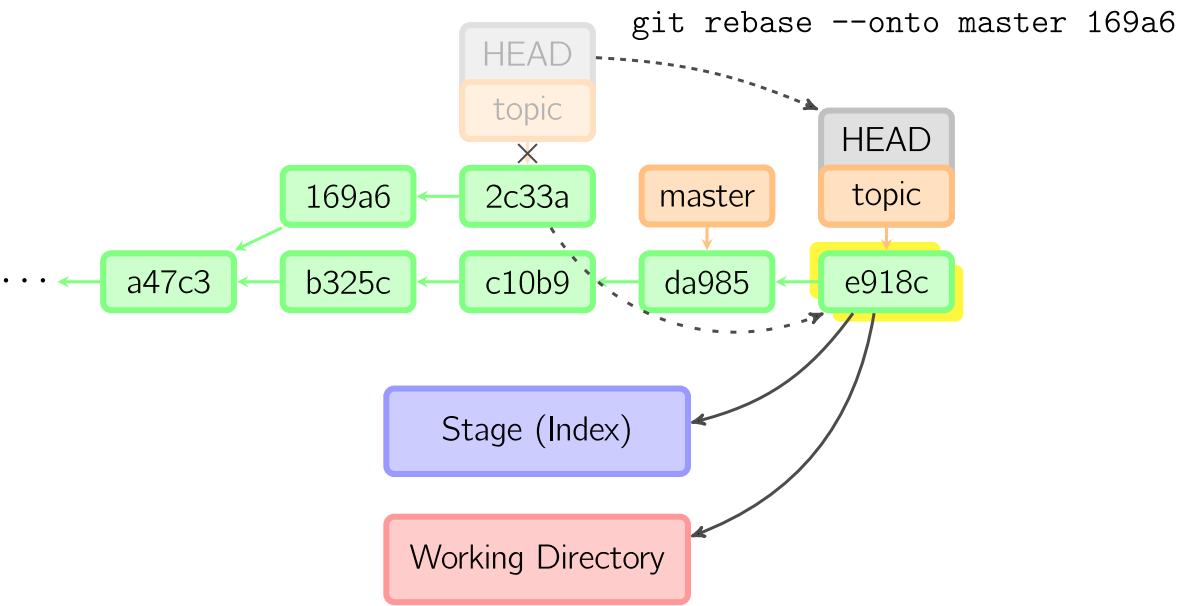 git rebase --onto master 169a6
HEAD
topic
HEAD
169a6
2c33a
master
topic
...
a47c3
b325c
c10b9
da985
e918c
Stage (Index)
Working Directory